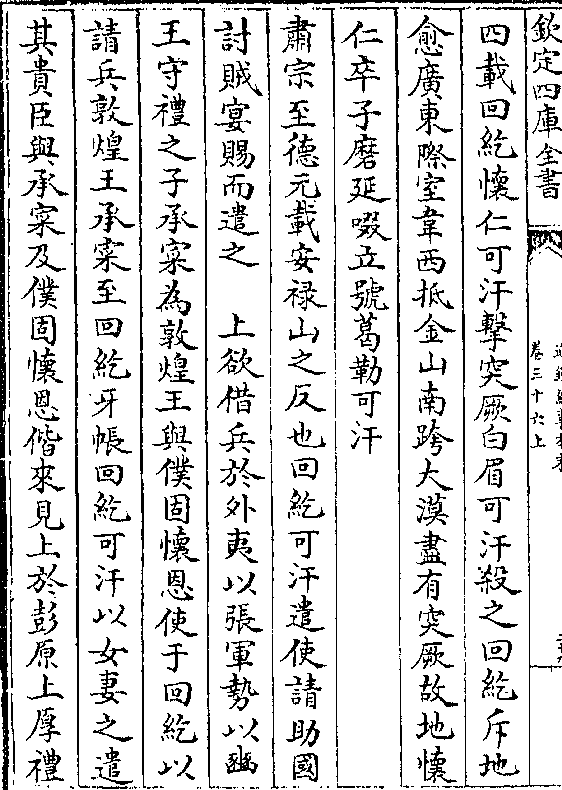 欽定四庫全書
卷三十六上
四載回紇懷仁可汗擊突厥白眉可汗殺之回紇斥地
愈廣東際室韋西抵金山南跨大漠盡有突厥故地懷
仁卒子磨延啜立號葛勒可汗
肅宗至德元載安祿山之反也回紇可汗遣使請助國
討賊宴賜而遣之　上欲借兵於外夷以張軍勢以豳
王守禮之子承寀為敦煌王與僕固懷恩使于回紇以
請兵敦煌王承寀至回紇牙帳回紇可汗以女妻之遣
其貴臣與承寀及僕固懷恩偕來見上於彭原上厚禮